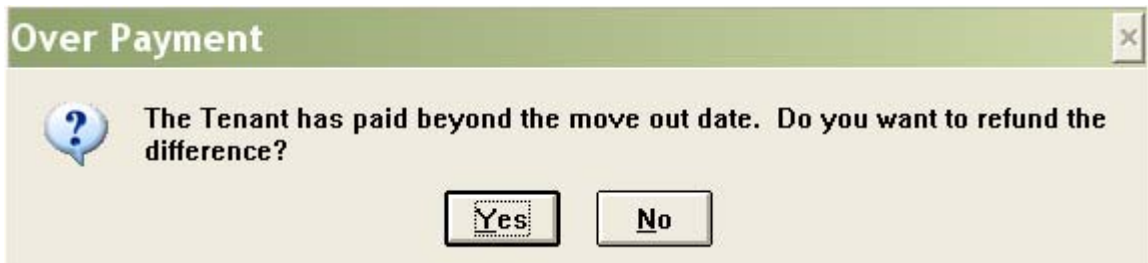 Over Payment
The Tenant has paid beyond the move out date.  Do you want to refund the
difference?
Yes No